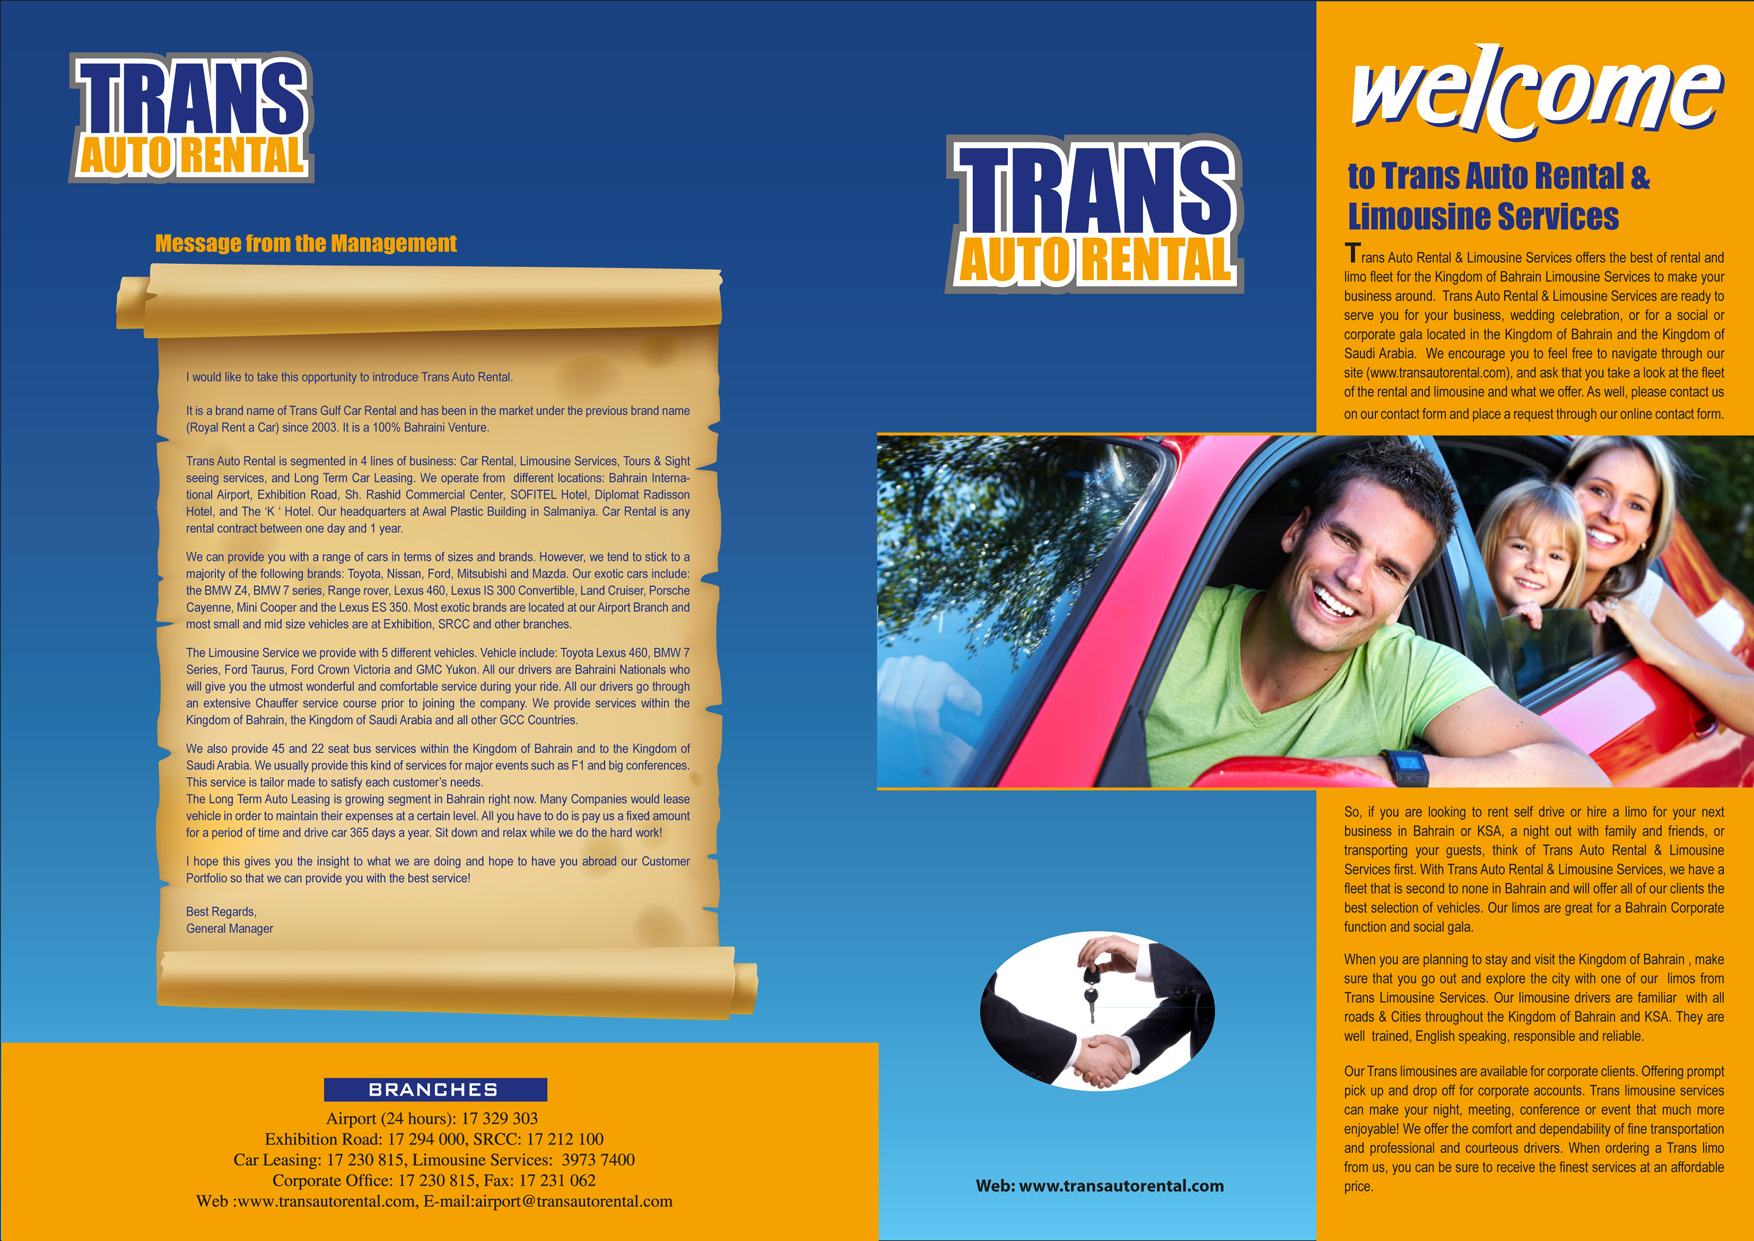 TRANS
AUTO RENTAL
Message from the Management
I would like to take this opportunity to introduce Trans Auto Rental.
It is a brand name of Trans Gulf Car Rental and has been in the market under the previous brand name
(Royal Rent a Car) since 2003. It is a 100% Bahraini Venture.
Trans Auto Rental is segmented in 4 lines of business: Car Rental, Limousine Services, Tours & Sight
seeing services, and Long Term Car Leasing. We operate from different locations: Bahrain Interna-
tional Airport, Exhibition Road, Sh. Rashid Commercial Center, SOFITEL Hotel, Diplomat Radisson
Hotel, and The 'K ' Hotel. Our headquarters at Awal Plastic Building in Salmaniya. Car Rental is any
rental contract between one day and 1 year.
We can provide you with a range of cars in terms of sizes and brands. However, we tend to stick to a
majority of the following brands: Toyota, Nissan, Ford, Mitsubishi and Mazda. Our exotic cars include:
the BMW Z4, BMW 7 series, Range rover, Lexus 460, Lexus IS 300 Convertible, Land Cruiser, Porsche
Cayenne, Mini Cooper and the Lexus ES 350. Most exotic brands are located at our Airport Branch and
most small and mid size vehicles are at Exhibition, SRCC and other branches.
The Limousine Service we provide with 5 different vehicles. Vehicle include: Toyota Lexus 460, BMW 7
Series, Ford Taurus, Ford Crown Victoria and GMC Yukon. All our drivers are Bahraini Nationals who
will give you the utmost wonderful and comfortable service during your ride. All our drivers go through
an extensive Chauffer service course prior to joining the company. We provide services within the
Kingdom of Bahrain, the Kingdom of Saudi Arabia and all other GCC Countries.
We also provide 45 and 22 seat bus services within the Kingdom of Bahrain and to the Kingdom of
Saudi Arabia. We usually provide this kind of services for major events such as F1 and big conferences.
This service is tailor made to satisfy each customer's needs.
The Long Term Auto Leasing is growing segment in Bahrain right now. Many Companies would lease
vehicle in order to maintain their expenses at a certain level. All you have to do is pay us a fixed amount
for a period of time and drive car 365 days a year. Sit down and relax while we do the hard work!
I hope this gives you the insight to what we are doing and hope to have you abroad our Customer
Portfolio so that we can provide you with the best service!
Best Regards,
General Manager
BRANCHES
Airport (24 hours): 17 329 303
Exhibition Road: 17 294 000, SRCC: 17 212 100
Car Leasing: 17 230 815, Limousine Services: 3973 7400
Corporate Office: 17 230 815, Fax: 17 231 062
Web :www.transautorental.com, E-mail:airport@transautorental.com
TRANS
AUTO RENTAL
Web: www.transautorental.com
welcome
to Trans Auto Rental &
Limousine Services
Trans Auto Rental & Limousine Services offers the best of rental and
limo fleet for the Kingdom of Bahrain Limousine Services to make your
business around. Trans Auto Rental & Limousine Services are ready to
serve you for your business, wedding celebration, or for a social or
corporate gala located in the Kingdom of Bahrain and the Kingdom of
Saudi Arabia. We encourage you to feel free to navigate through our
site (www.transautorental.com), and ask that you take a look at the fleet
of the rental and limousine and what we offer. As well, please contact us
on our contact form and place a request through our online contact form.
So, if you are looking to rent self drive or hire a limo for your next
business in Bahrain or KSA, a night out with family and friends, or
transporting your guests, think of Trans Auto Rental & Limousine
Services first. With Trans Auto Rental & Limousine Services, we have a
fleet that is second to none in Bahrain and will offer all of our clients the
best selection of vehicles. Our limos are great for a Bahrain Corporate
function and social gala.
When you are planning to stay and visit the Kingdom of Bahrain , make
sure that you go out and explore the city with one of our limos from
Trans Limousine Services. Our limousine drivers are familiar with all
roads & Cities throughout the Kingdom of Bahrain and KSA. They are
well trained, English speaking, responsible and reliable.
Our Trans limousines are available for corporate clients. Offering prompt
pick up and drop off for corporate accounts. Trans limousine services
can make your night, meeting, conference or event that much more
enjoyable! We offer the comfort and dependability of fine transportation
and professional and courteous drivers. When ordering a Trans limo
from us, you can be sure to receive the finest services at an affordable
price.